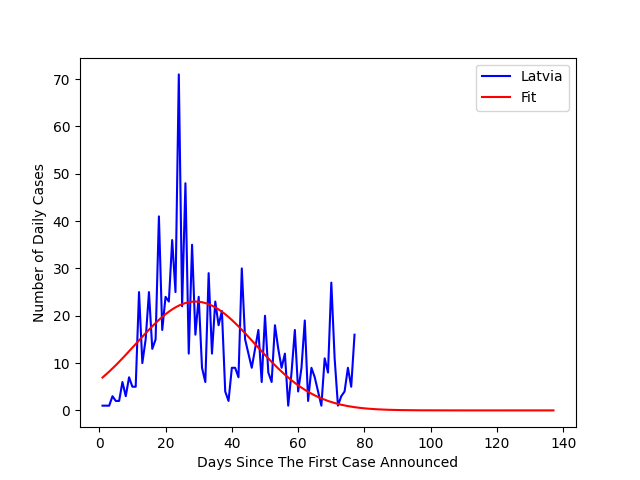 Latvia
Fit
Number of Daily Cases
70
60
50
40
30
20
10
0
0 20 40 60 80 100 120 140
Days Since The First Case Announced